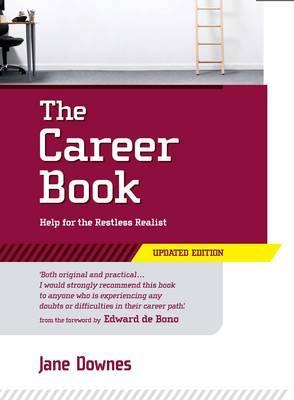 The
Career
Book
Help for the Restless Realist
UPDATED EDITION
'Both original and practical...
I would strongly recommend this book
to anyone who is experiencing any
doubts or difficulties in their career path.'
from the foreword by Edward de Bono
Jane Downes